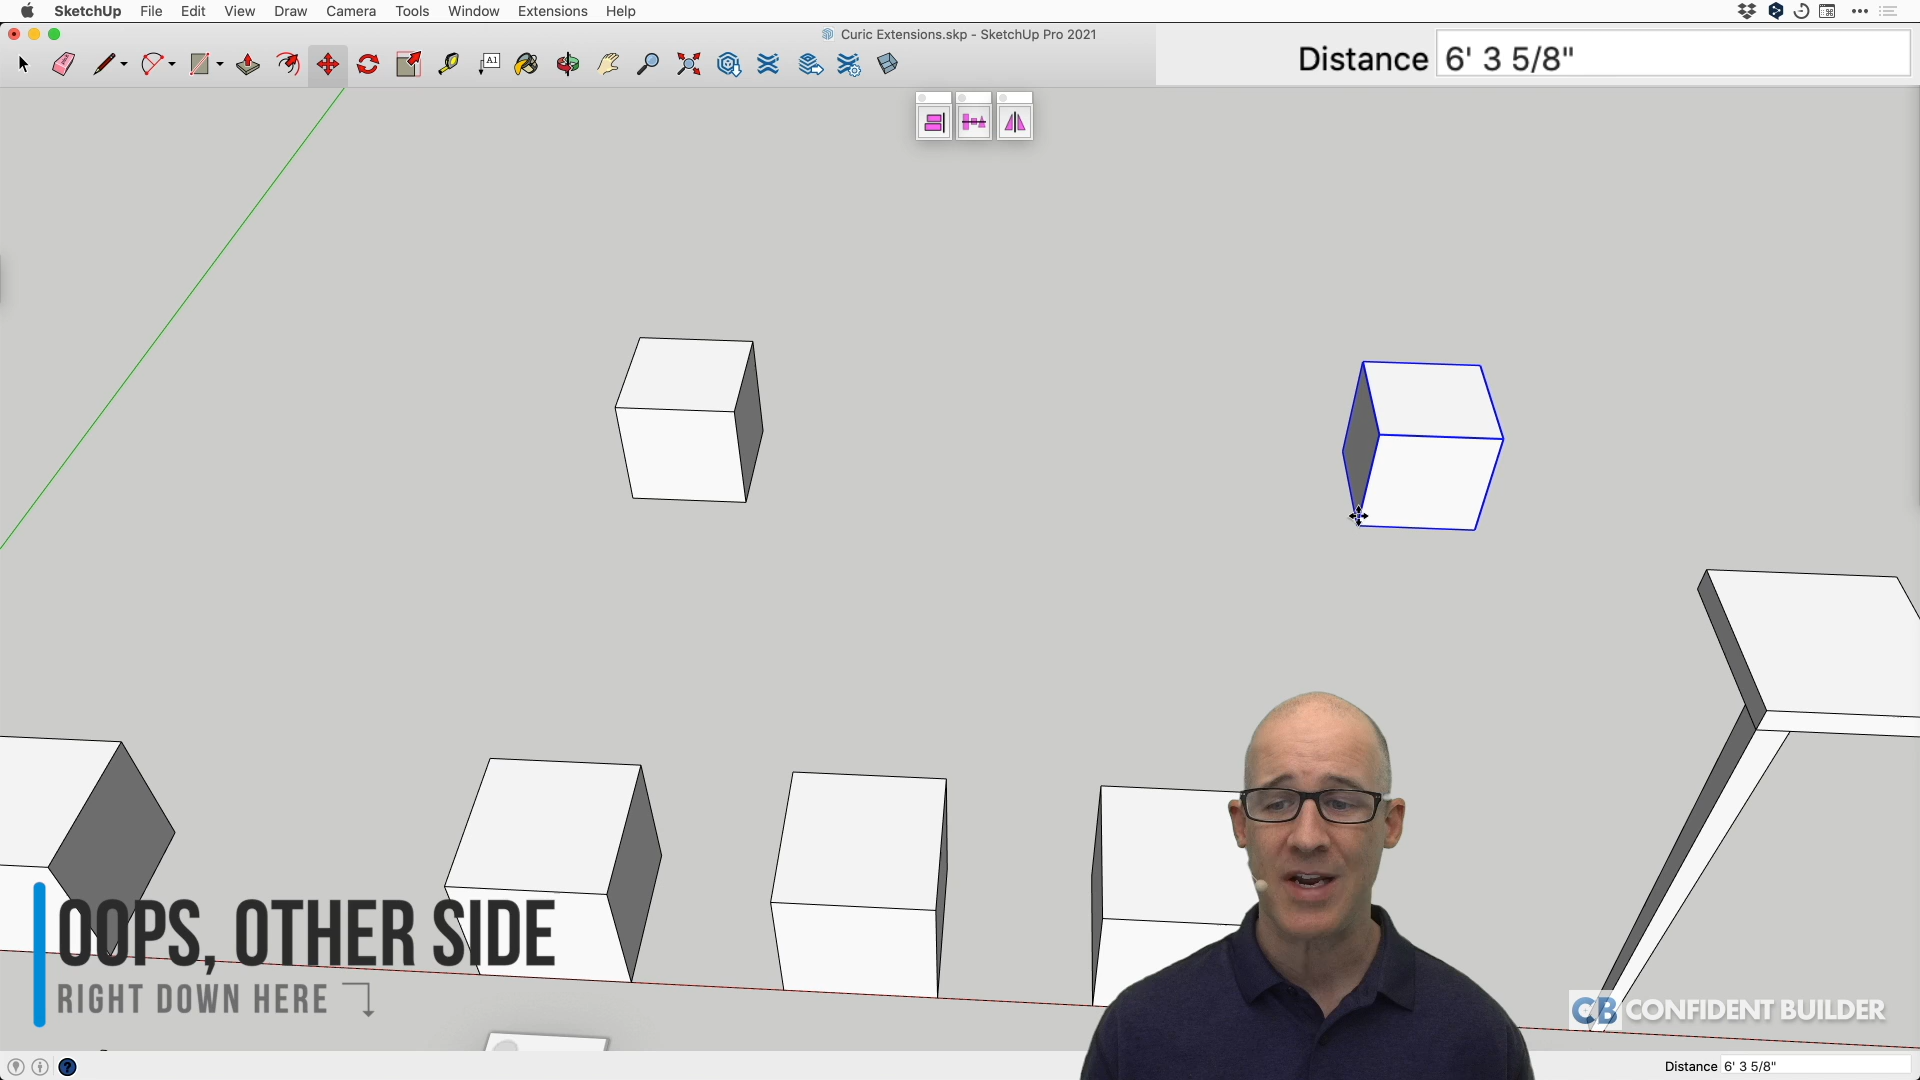 SketchUp File Edit View Draw Camera Tools Window Extensions Help
Curic Extensions.skp - SketchUp Pro 2021
Distance 6' 3 5/8"
A1
OOPS, OTHER SIDE
RIGHT DOWN HERE
CB CONFIDENT BUILDER
Distance 6' 3 5/8"